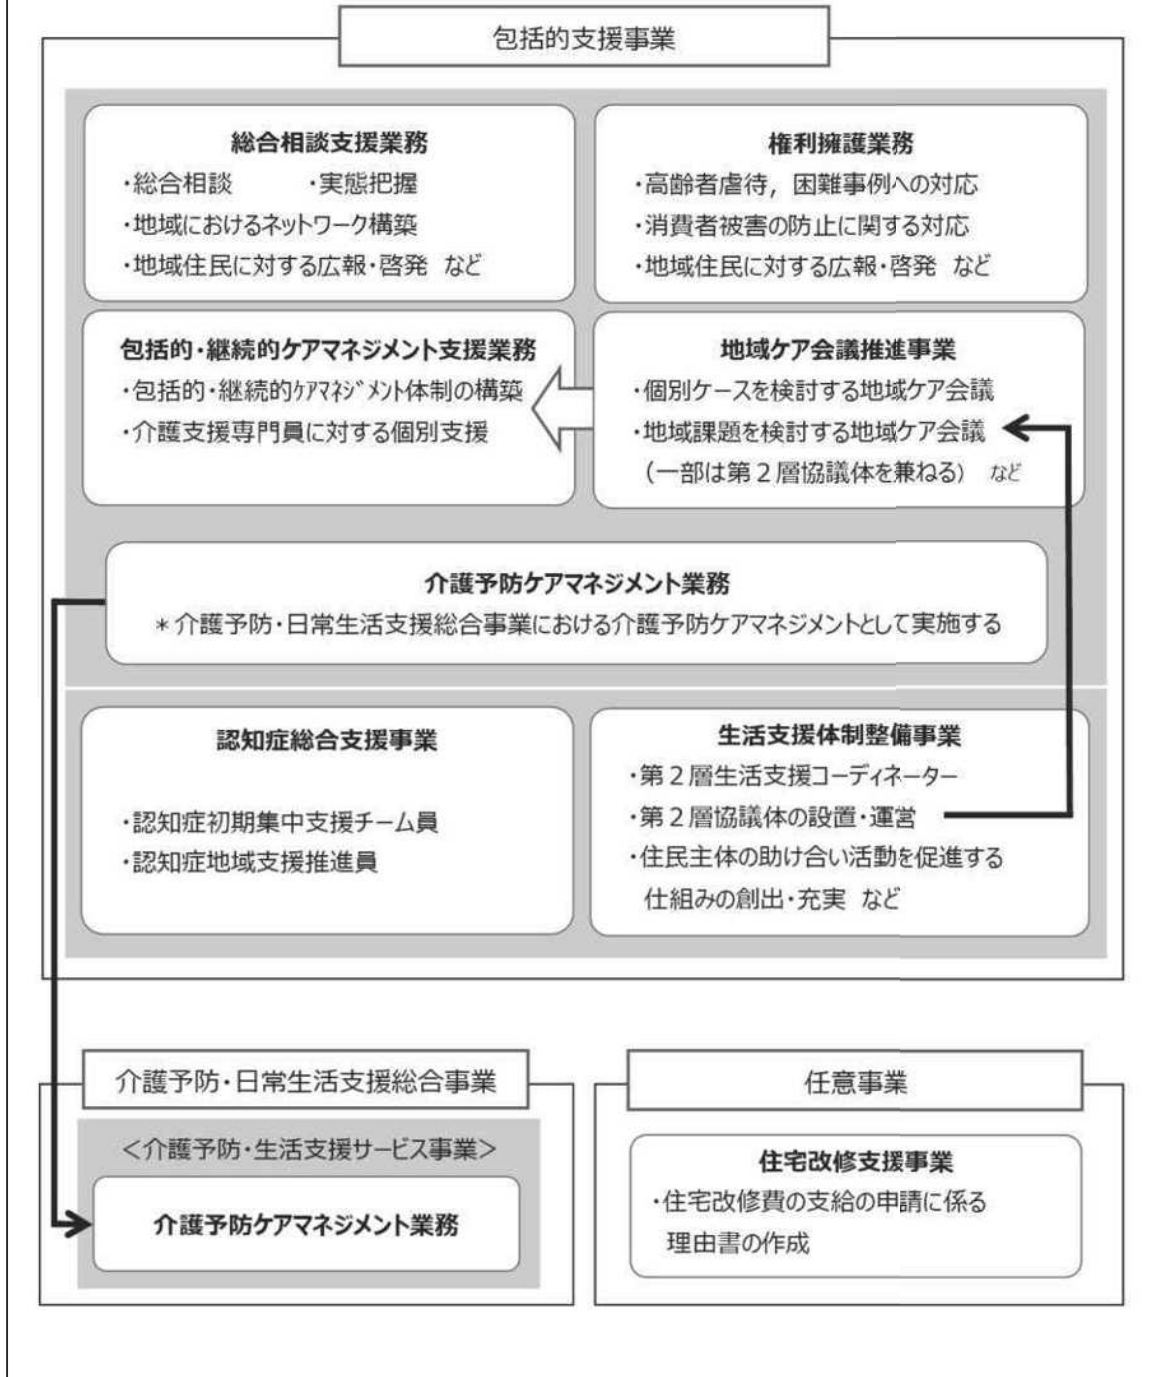 包括的支援事業
総合相談支援業務
・総合相談　　・実態把握
・地域におけるネットワーク構築
・地域住民に対する広報・啓発 など
権利擁護業務
・高齢者虐待，困難事例への対応
・消費者被害の防止に関する対応
・地域住民に対する広報・啓発 など
包括的・継続的ケアマネジメント支援業務
・包括的・継続的ｹｱﾏﾈｼﾞﾒﾝﾄ体制の構築
・介護支援専門員に対する個別支援
地域ケア会議推進事業
・個別ケースを検討する地域ケア会議
・地域課題を検討する地域ケア会議
（一部は第２層協議体を兼ねる） など
介護予防ケアマネジメント業務
＊介護予防・日常生活支援総合事業における介護予防ケアマネジメントとして実施する
認知症総合支援事業
・認知症初期集中支援チーム員
・認知症地域支援推進員
生活支援体制整備事業
・第２層生活支援コーディネーター
・第２層協議体の設置・運営
・住民主体の助け合い活動を促進する
仕組みの創出・充実 など
介護予防・日常生活支援総合事業
＜介護予防・生活支援サービス事業＞
介護予防ケアマネジメント業務
任意事業
住宅改修支援事業
・住宅改修費の支給の申請に係る
理由書の作成